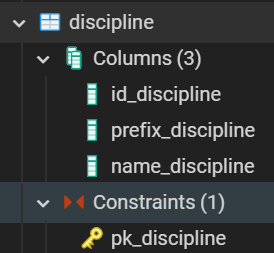 discipline
Columns (3)
id_discipline
prefix_discipline
name_discipline
Constraints (1)
pk_discipline